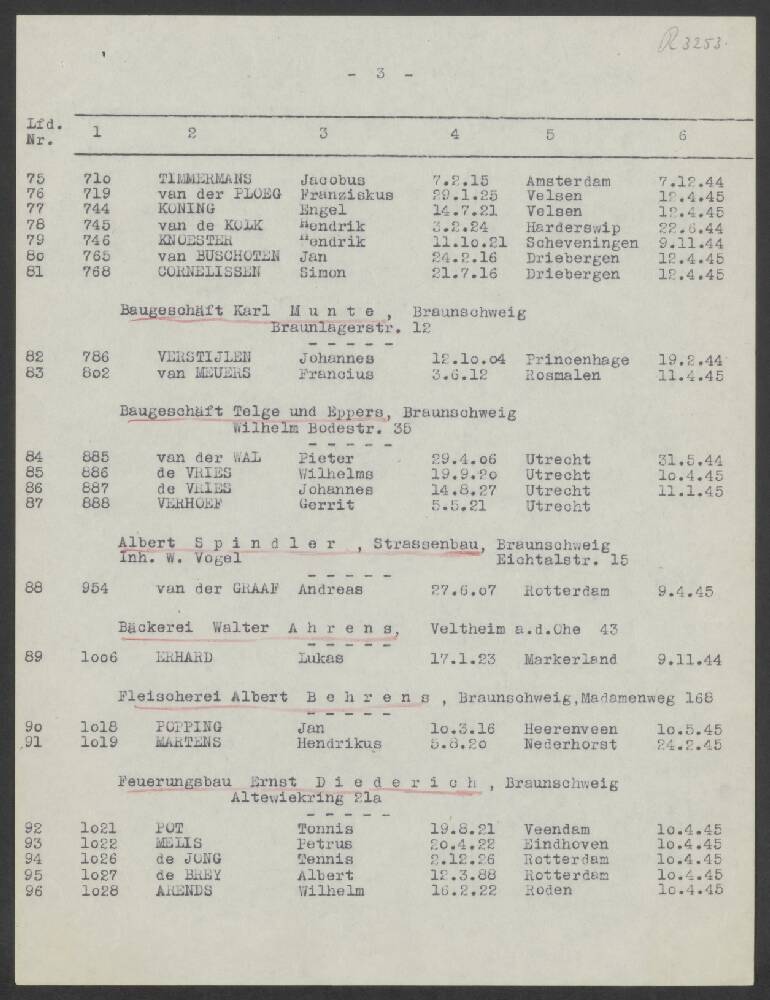 R 3253.
- 3 -
Lfd. Nr. 1 2 3 4 5 6
75 71o TIMMERMANS Jacobus 7.2.15 Amsterdam 7.12.44
76 719 van der PLOEG Franziskus 29.1.25 Velsen 12.4.45
77 744 KONING Engel 14.7.21 Velsen 12.4.45
78 745 van de KOLK Hendrik 3.2.24 Harderswip 22.6.44
79 746 KNOESTER Hendrik 11.1o.21 Scheveningen 9.11.44
8o 765 van BUSCHOTEN Jan 24.2.16 Driebergen 12.4.45
81 768 CORNELISSEN Simon 21.7.16 Driebergen 12.4.45
Baugeschäft Karl M u n t e , Braunschweig
Braunlagerstr. 12
- - - - -
82 786 VERSTIJLEN Johannes 12.1o.o4 Princenhage 19.2.44
83 8o2 van MEUERS Francius 3.6.12 Rosmalen 11.4.45
Baugeschäft Telge und Eppers, Braunschweig
Wilhelm Bodestr. 35
- - - - -
84 885 van der WAL Pieter 29.4.o6 Utrecht 31.5.44
85 886 de VRIES Wilhelms 19.9.2o Utrecht 1o.4.45
86 887 de VRIES Johannes 14.8.27 Utrecht 11.1.45
87 888 VERHOEF Gerrit 5.5.21 Utrecht
Albert S p i n d l e r , Strassenbau, Braunschweig
Inh. W. Vogel Eichtalstr. 15
- - - - -
88 954 van der GRAAF Andreas 27.6.o7 Rotterdam 9.4.45
Bäckerei Walter A h r e n s, Veltheim a.d.Ohe 43
- - - - -
89 1oo6 ERHARD Lukas 17.1.23 Markerland 9.11.44
Fleischerei Albert B e h r e n s , Braunschweig,Madamenweg 168
- - - - -
9o 1o18 POPPING Jan 1o.3.16 Heerenveen 1o.5.45
91 1o19 MARTENS Hendrikus 5.8.2o Nederhorst 24.2.45
Feuerungsbau Ernst D i e d e r i c h , Braunschweig
Altewiekring 21a
- - - - -
92 1o21 POT Tonnis 19.8.21 Veendam 1o.4.45
93 1o22 MELIS Petrus 2o.4.22 Eindhoven 1o.4.45
94 1o26 de JONG Tennis 2.12.26 Rotterdam 1o.4.45
95 1o27 de BREY Albert 12.3.88 Rotterdam 1o.4.45
96 1o28 ARENDS Wilhelm 16.2.22 Roden 1o.4.45